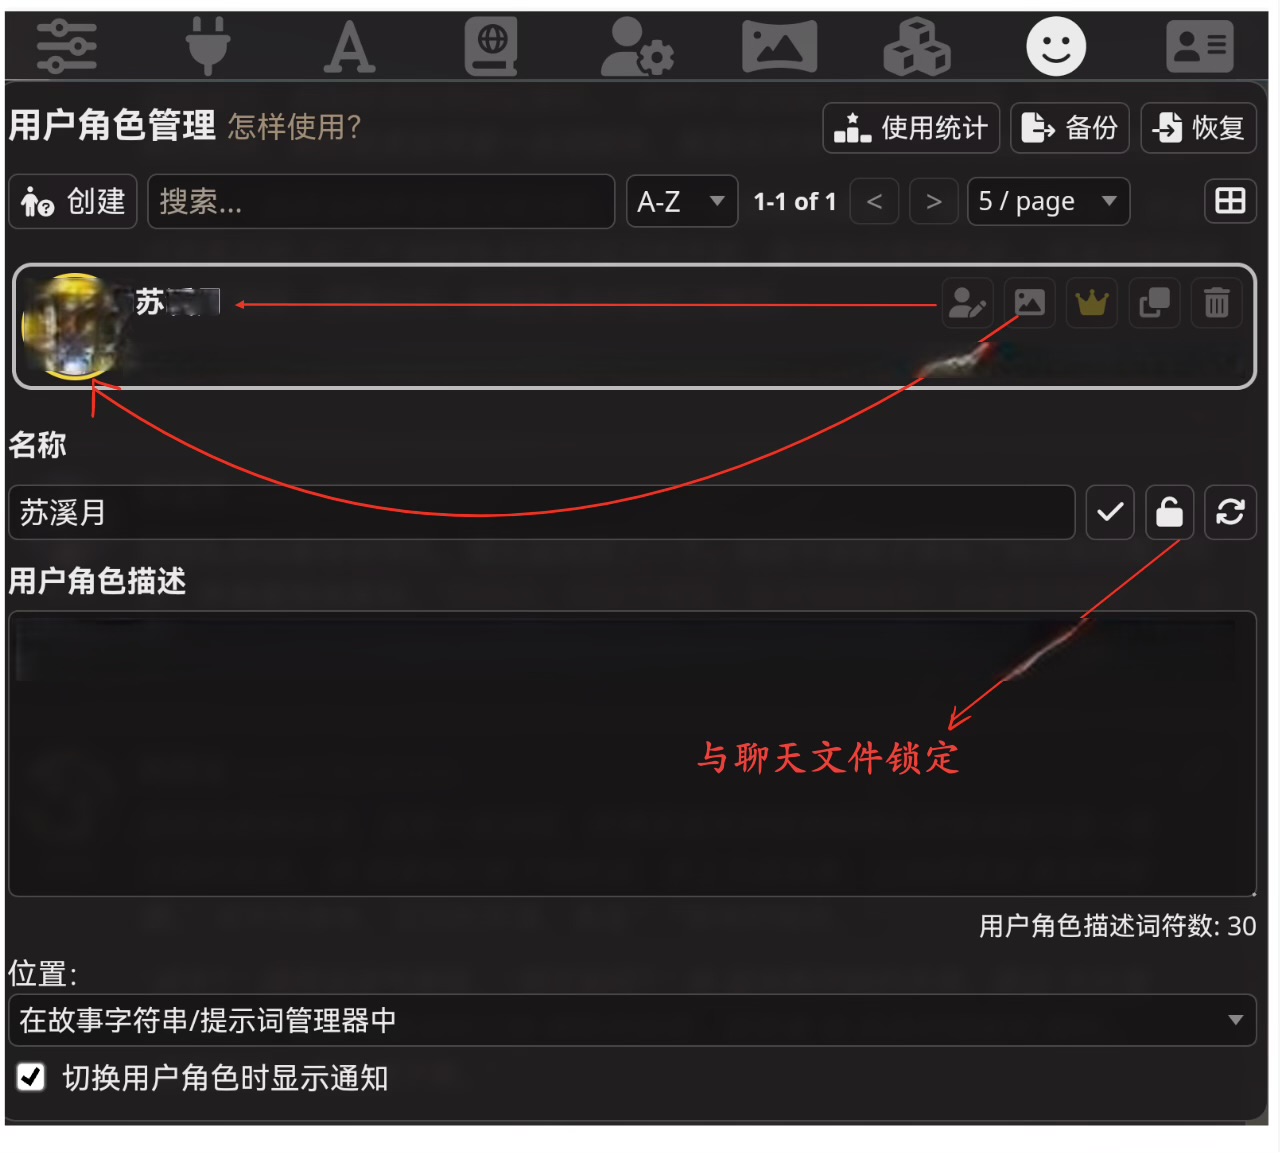 用户角色管理 怎样使用? 使用统计 备份 恢复
创建 搜索... A-Z 1-1 of 1 < > 5 / page
苏
名称
苏溪月
用户角色描述
与聊天文件锁定
用户角色描述词符数: 30
位置:
在故事字符串/提示词管理器中
切换用户角色时显示通知